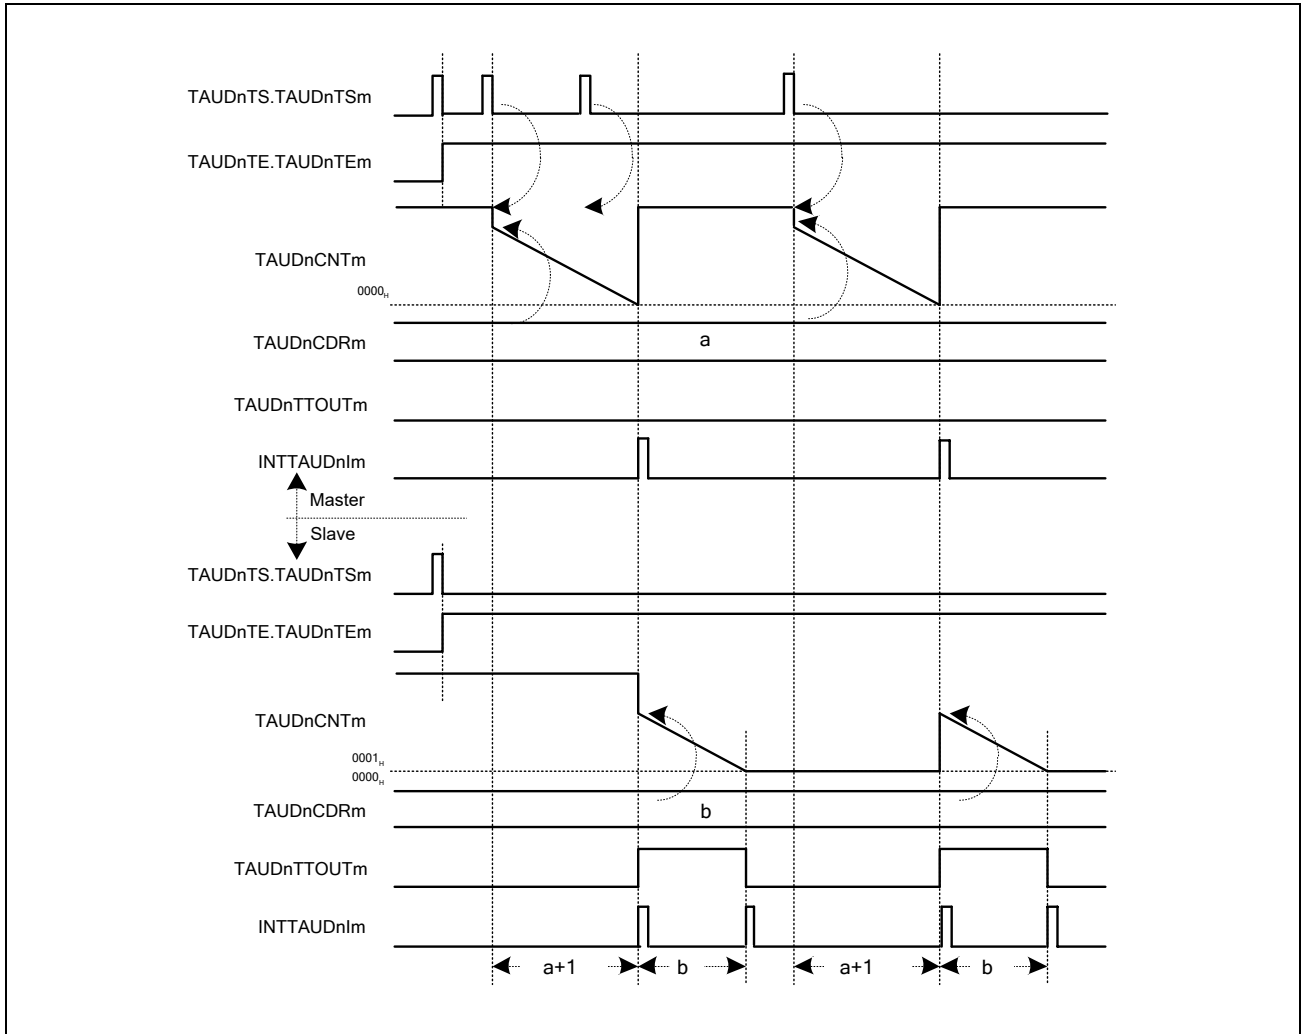 TAUDnTS.TAUDnTSm
TAUDnTE.TAUDnTEm
TAUDnCNTm
0000H
TAUDnCDRm
a
TAUDnTTOUTm
INTTAUDnIm
Master
Slave
TAUDnTS.TAUDnTSm
TAUDnTE.TAUDnTEm
TAUDnCNTm
0001H
0000H
TAUDnCDRm
b
TAUDnTTOUTm
INTTAUDnIm
a+1 b a+1 b